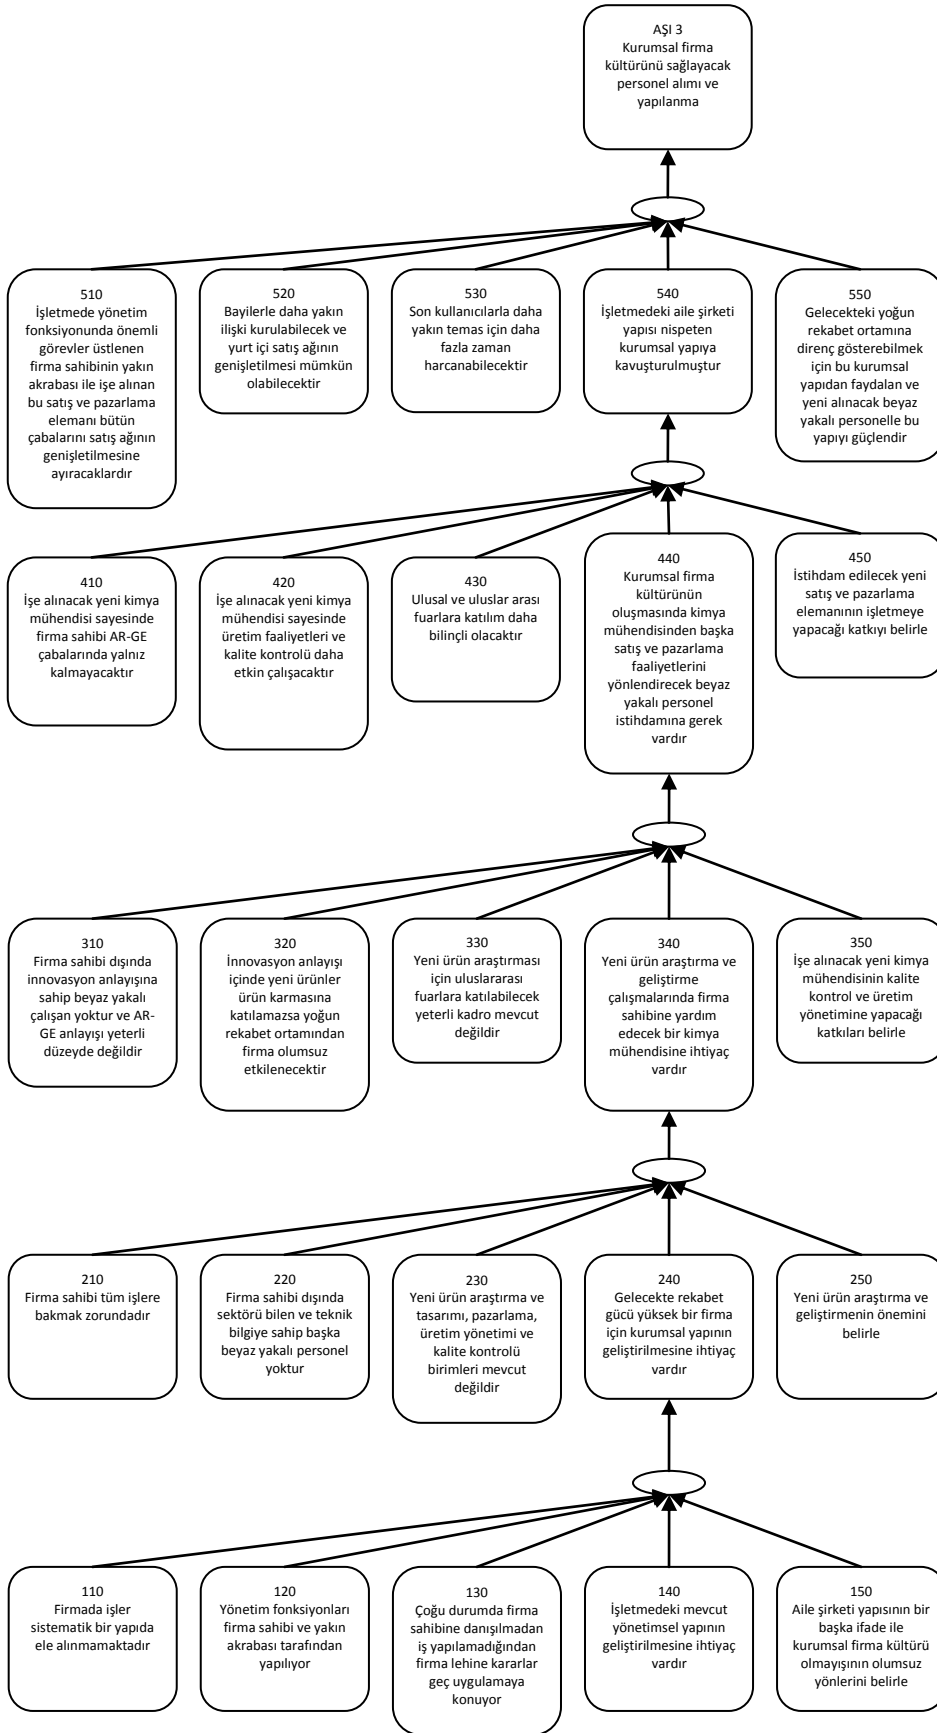 AŞI 3
Kurumsal firma
kültürünü sağlayacak
personel alımı ve
yapılanma
510
İşletmede yönetim
fonksiyonunda önemli
görevler üstlenen
firma sahibinin yakın
akrabası ile işe alınan
bu satış ve pazarlama
elemanı bütün
çabalarını satış ağının
genişletilmesine
ayıracaklardır
520
Bayilerle daha yakın
ilişki kurulabilecek ve
yurt içi satış ağının
genişletilmesi mümkün
olabilecektir
530
Son kullanıcılarla daha
yakın temas için daha
fazla zaman
harcanabilecektir
540
İşletmedeki aile şirketi
yapısı nispeten
kurumsal yapıya
kavuşturulmuştur
550
Gelecekteki yoğun
rekabet ortamına
direnç gösterebilmek
için bu kurumsal
yapıdan faydalan ve
yeni alınacak beyaz
yakalı personelle bu
yapıyı güçlendir
410
İşe alınacak yeni kimya
mühendisi sayesinde
firma sahibi AR-GE
çabalarında yalnız
kalmayacaktır
420
İşe alınacak yeni kimya
mühendisi sayesinde
üretim faaliyetleri ve
kalite kontrolü daha
etkin çalışacaktır
430
Ulusal ve uluslar arası
fuarlara katılım daha
bilinçli olacaktır
440
Kurumsal firma
kültürünün
oluşmasında kimya
mühendisinden başka
satış ve pazarlama
faaliyetlerini
yönlendirecek beyaz
yakalı personel
istihdamına gerek
vardır
450
İstihdam edilecek yeni
satış ve pazarlama
elemanının işletmeye
yapacağı katkıyı belirle
310
Firma sahibi dışında
innovasyon anlayışına
sahip beyaz yakalı
çalışan yoktur ve AR-
GE anlayışı yeterli
düzeyde değildir
320
İnnovasyon anlayışı
içinde yeni ürünler
ürün karmasına
katılamazsa yoğun
rekabet ortamından
firma olumsuz
etkilenecektir
330
Yeni ürün araştırması
için uluslararası
fuarlara katılabilecek
yeterli kadro mevcut
değildir
340
Yeni ürün araştırma ve
geliştirme
çalışmalarında firma
sahibine yardım
edecek bir kimya
mühendisine ihtiyaç
vardır
350
İşe alınacak yeni kimya
mühendisinin kalite
kontrol ve üretim
yönetimine yapacağı
katkıları belirle
210
Firma sahibi tüm işlere
bakmak zorundadır
220
Firma sahibi dışında
sektörü bilen ve teknik
bilgiye sahip başka
beyaz yakalı personel
yoktur
230
Yeni ürün araştırma ve
tasarımı, pazarlama,
üretim yönetimi ve
kalite kontrolü
birimleri mevcut
değildir
240
Gelecekte rekabet
gücü yüksek bir firma
için kurumsal yapının
geliştirilmesine ihtiyaç
vardır
250
Yeni ürün araştırma ve
geliştirmenin önemini
belirle
110
Firmada işler
sistematik bir yapıda
ele alınmamaktadır
120
Yönetim fonksiyonları
firma sahibi ve yakın
akrabası tarafından
yapılıyor
130
Çoğu durumda firma
sahibine danışılmadan
iş yapılamadığından
firma lehine kararlar
geç uygulamaya
konuyor
140
İşletmedeki mevcut
yönetimsel yapının
geliştirilmesine ihtiyaç
vardır
150
Aile şirketi yapısının bir
başka ifade ile
kurumsal firma kültürü
olmayışının olumsuz
yönlerini belirle